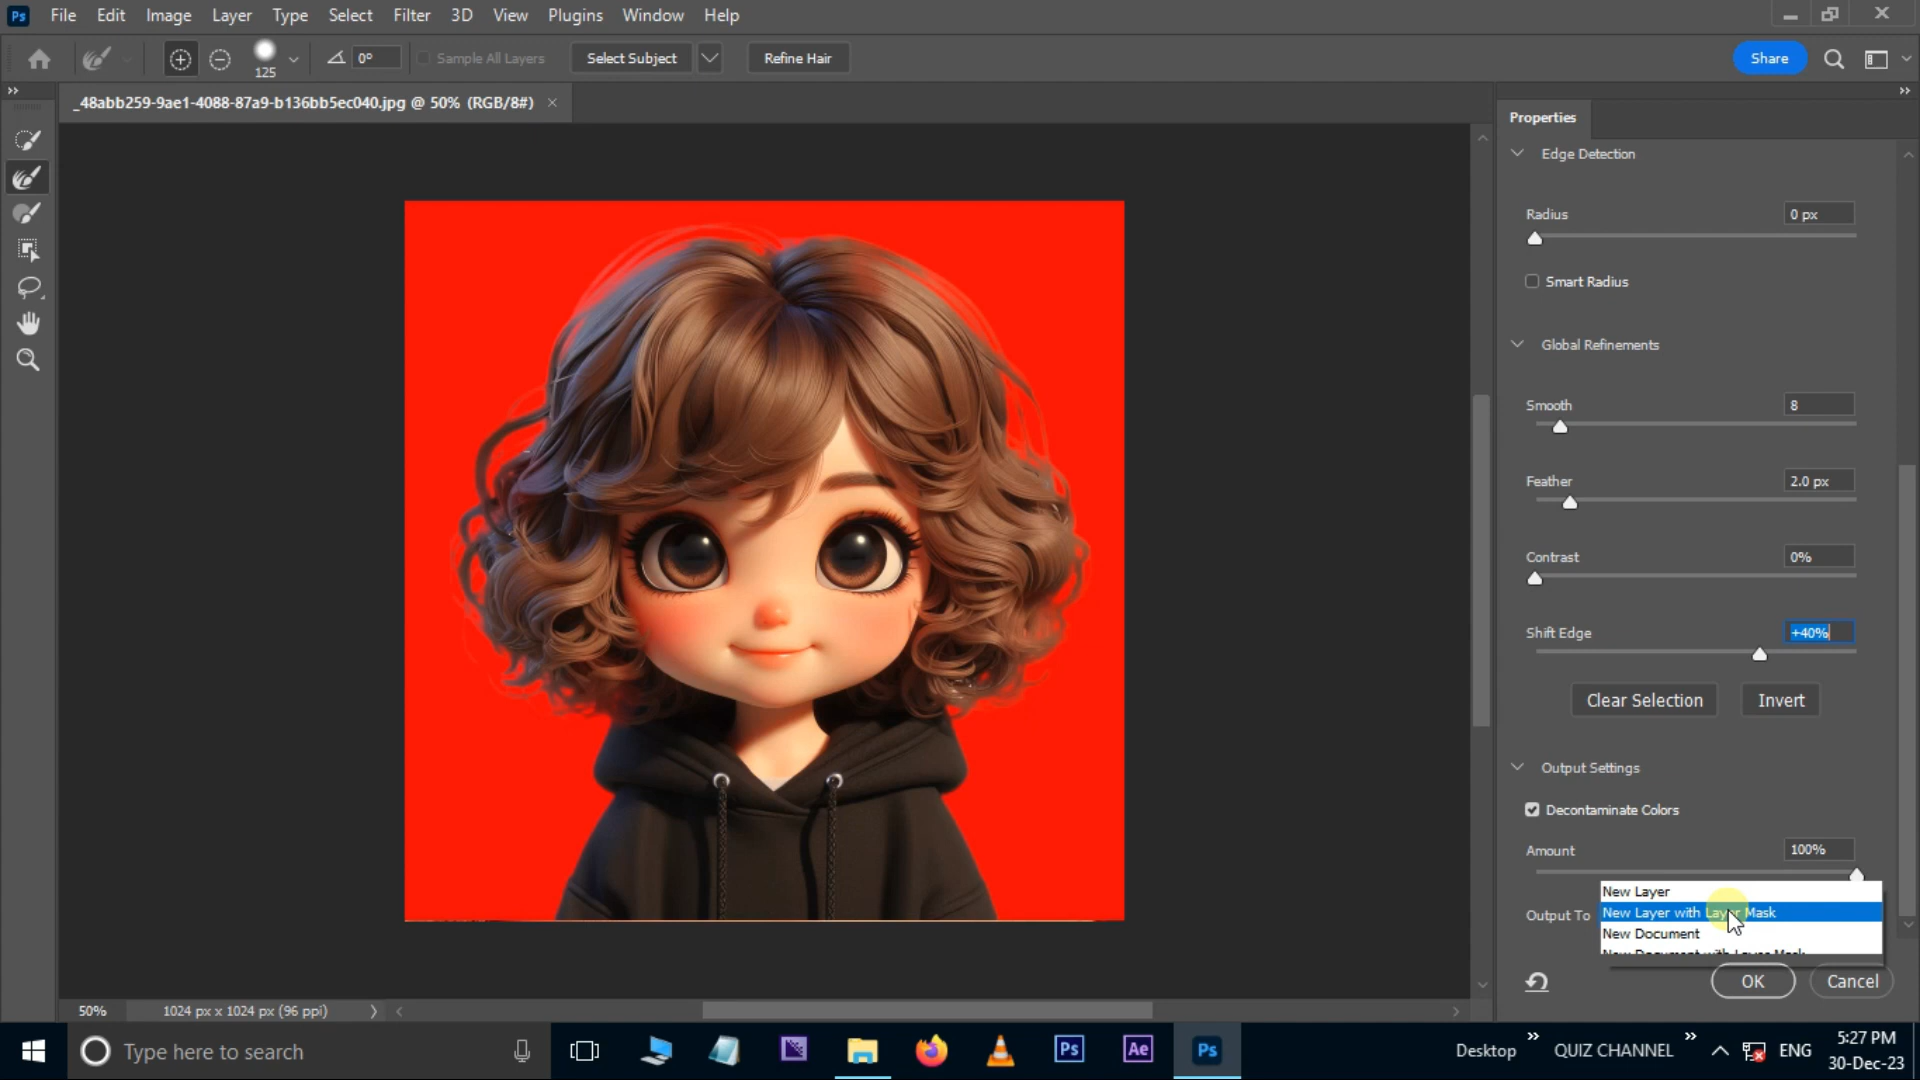 Ps File Edit Image Layer Type Select Filter 3D View Plugins Window Help
125 0° Sample All Layers Select Subject Refine Hair Share
_48abb259-9ae1-4088-87a9-b136bb5ec040.jpg @ 50% (RGB/8#) ×
Properties
Edge Detection
Radius 0 px
Smart Radius
Global Refinements
Smooth 8
Feather 2.0 px
Contrast 0%
Shift Edge +40%
Clear Selection Invert
Output Settings
Decontaminate Colors
Amount 100%
New Layer
Output To New Layer with Layer Mask
New Document
New Document with Layer Mask
OK Cancel
50% 1024 px x 1024 px (96 ppi)
Type here to search Ps Ae Ps Desktop QUIZ CHANNEL ENG 5:27 PM
30-Dec-23